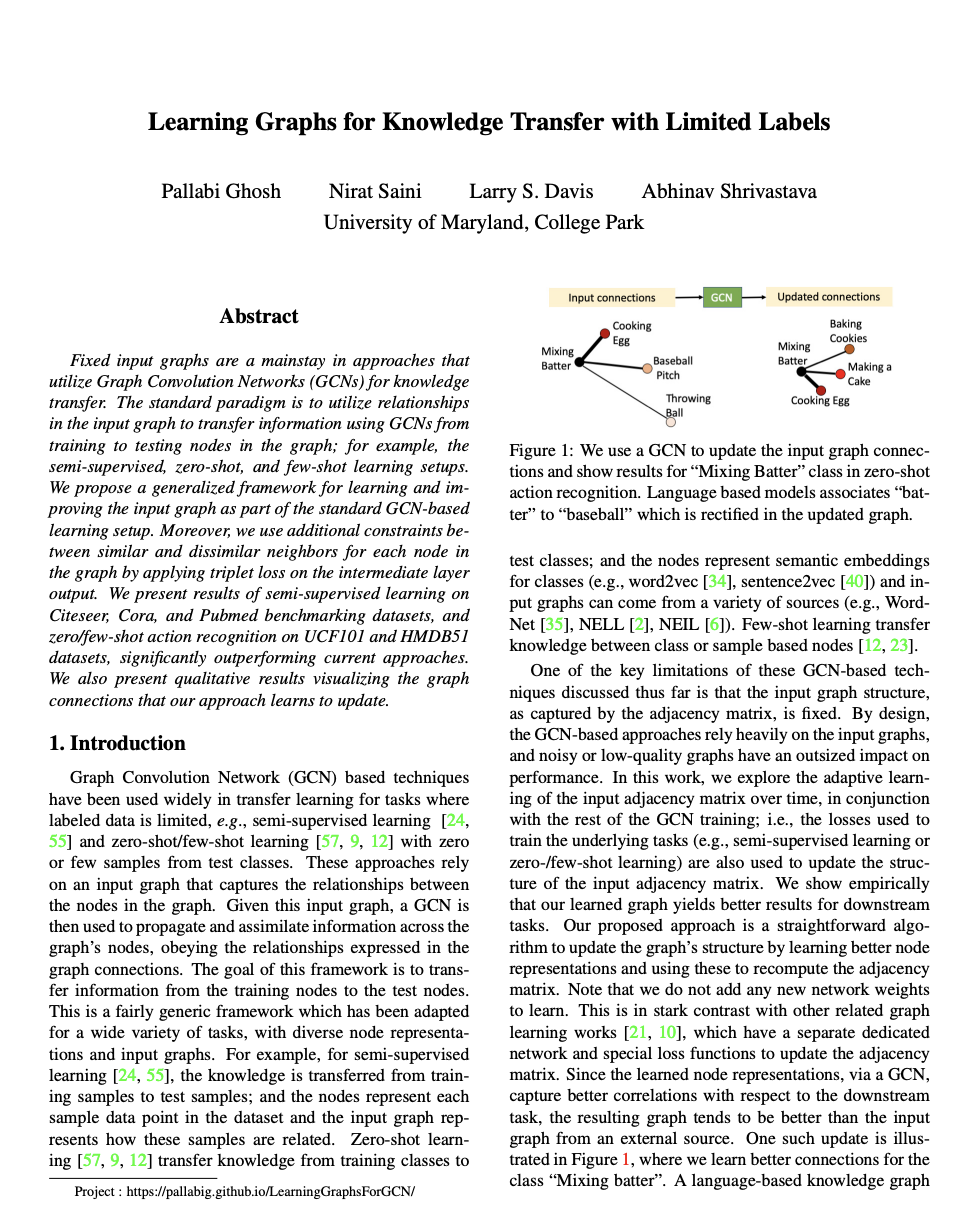 Learning Graphs for Knowledge Transfer with Limited Labels
Pallabi Ghosh Nirat Saini Larry S. Davis Abhinav Shrivastava
University of Maryland, College Park
Abstract
Fixed input graphs are a mainstay in approaches that
utilize Graph Convolution Networks (GCNs) for knowledge
transfer. The standard paradigm is to utilize relationships
in the input graph to transfer information using GCNs from
training to testing nodes in the graph; for example, the
semi-supervised, zero-shot, and few-shot learning setups.
We propose a generalized framework for learning and im-
proving the input graph as part of the standard GCN-based
learning setup. Moreover, we use additional constraints be-
tween similar and dissimilar neighbors for each node in
the graph by applying triplet loss on the intermediate layer
output. We present results of semi-supervised learning on
Citeseer, Cora, and Pubmed benchmarking datasets, and
zero/few-shot action recognition on UCF101 and HMDB51
datasets, significantly outperforming current approaches.
We also present qualitative results visualizing the graph
connections that our approach learns to update.
1. Introduction
Graph Convolution Network (GCN) based techniques
have been used widely in transfer learning for tasks where
labeled data is limited, e.g., semi-supervised learning [24,
55] and zero-shot/few-shot learning [57, 9, 12] with zero
or few samples from test classes. These approaches rely
on an input graph that captures the relationships between
the nodes in the graph. Given this input graph, a GCN is
then used to propagate and assimilate information across the
graph's nodes, obeying the relationships expressed in the
graph connections. The goal of this framework is to trans-
fer information from the training nodes to the test nodes.
This is a fairly generic framework which has been adapted
for a wide variety of tasks, with diverse node representa-
tions and input graphs. For example, for semi-supervised
learning [24, 55], the knowledge is transferred from train-
ing samples to test samples; and the nodes represent each
sample data point in the dataset and the input graph rep-
resents how these samples are related. Zero-shot learn-
ing [57, 9, 12] transfer knowledge from training classes to
Project : https://pallabig.github.io/LearningGraphsForGCN/
Input connections GCN Updated connections
Cooking
Egg
Mixing
Batter
Baseball
Pitch
Throwing
Ball
Baking
Cookies
Mixing
Batter
Making a
Cake
Cooking Egg
Figure 1: We use a GCN to update the input graph connec-
tions and show results for “Mixing Batter” class in zero-shot
action recognition. Language based models associates “bat-
ter” to “baseball” which is rectified in the updated graph.
test classes; and the nodes represent semantic embeddings
for classes (e.g., word2vec [34], sentence2vec [40]) and in-
put graphs can come from a variety of sources (e.g., Word-
Net [35], NELL [2], NEIL [6]). Few-shot learning transfer
knowledge between class or sample based nodes [12, 23].
One of the key limitations of these GCN-based tech-
niques discussed thus far is that the input graph structure,
as captured by the adjacency matrix, is fixed. By design,
the GCN-based approaches rely heavily on the input graphs,
and noisy or low-quality graphs have an outsized impact on
performance. In this work, we explore the adaptive learn-
ing of the input adjacency matrix over time, in conjunction
with the rest of the GCN training; i.e., the losses used to
train the underlying tasks (e.g., semi-supervised learning or
zero-/few-shot learning) are also used to update the struc-
ture of the input adjacency matrix. We show empirically
that our learned graph yields better results for downstream
tasks. Our proposed approach is a straightforward algo-
rithm to update the graph's structure by learning better node
representations and using these to recompute the adjacency
matrix. Note that we do not add any new network weights
to learn. This is in stark contrast with other related graph
learning works [21, 10], which have a separate dedicated
network and special loss functions to update the adjacency
matrix. Since the learned node representations, via a GCN,
capture better correlations with respect to the downstream
task, the resulting graph tends to be better than the input
graph from an external source. One such update is illus-
trated in Figure 1, where we learn better connections for the
class “Mixing batter”. A language-based knowledge graph